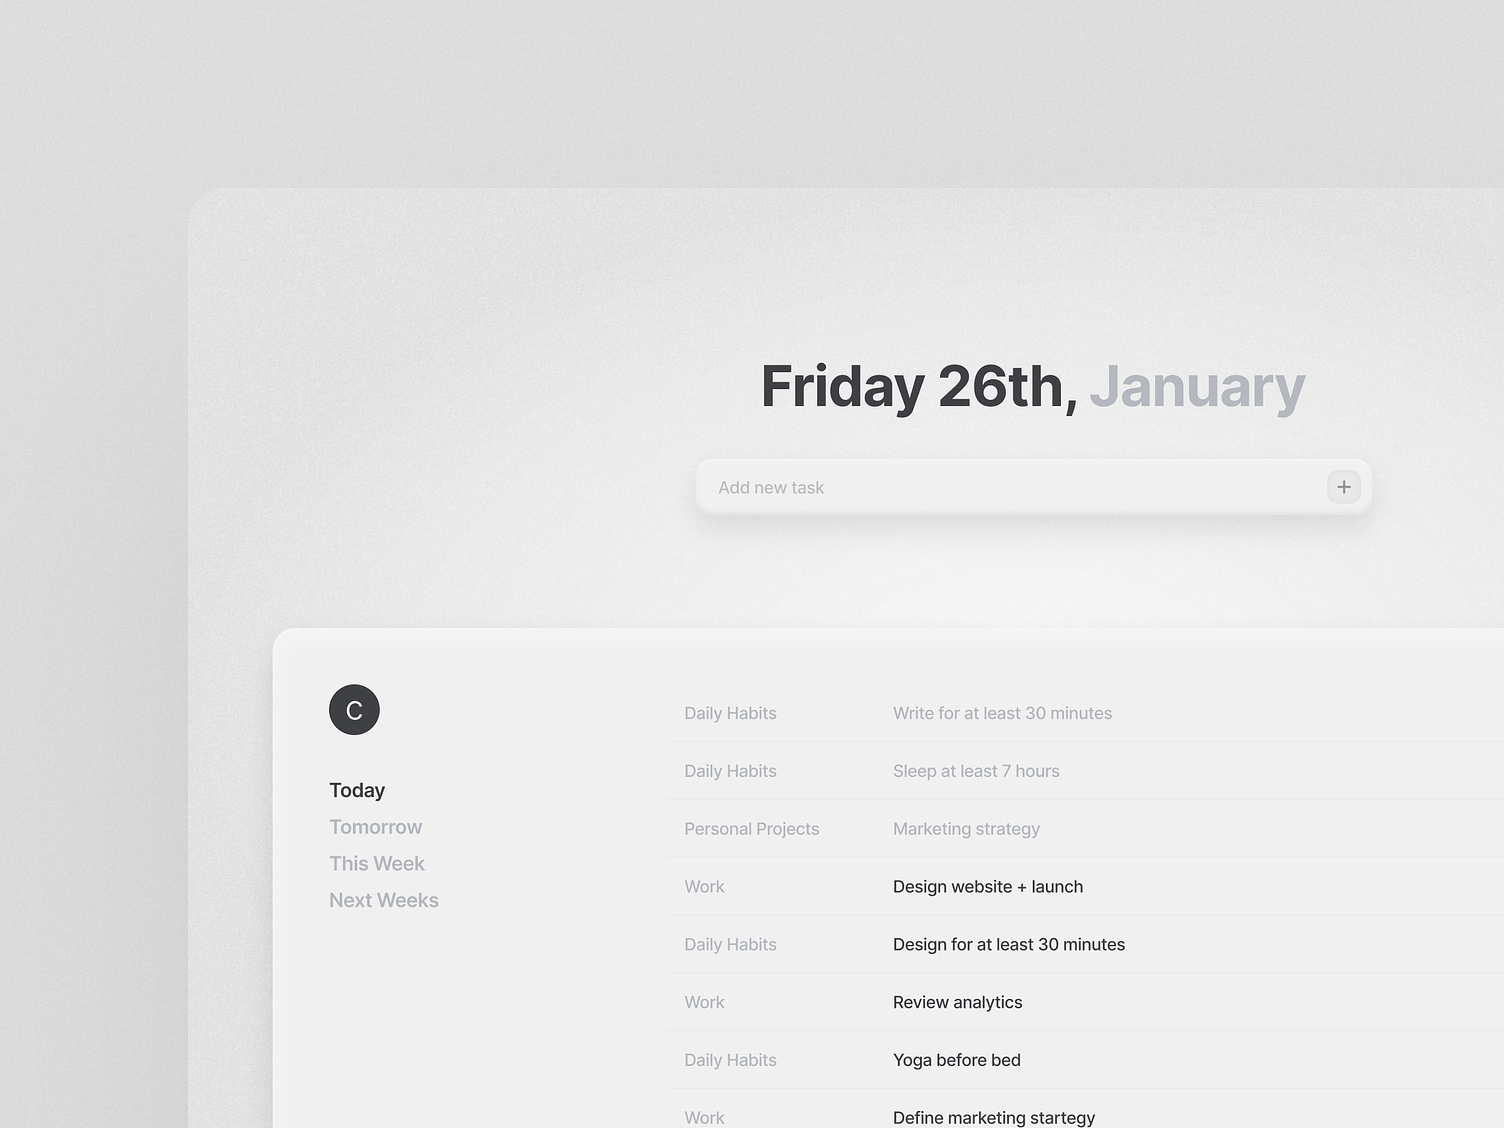 Friday 26th, January
Add new task
C
Today
Tomorrow
This Week
Next Weeks
Daily Habits Write for at least 30 minutes
Daily Habits Sleep at least 7 hours
Personal Projects Marketing strategy
Work Design website + launch
Daily Habits Design for at least 30 minutes
Work Review analytics
Daily Habits Yoga before bed
Work Define marketing startegy